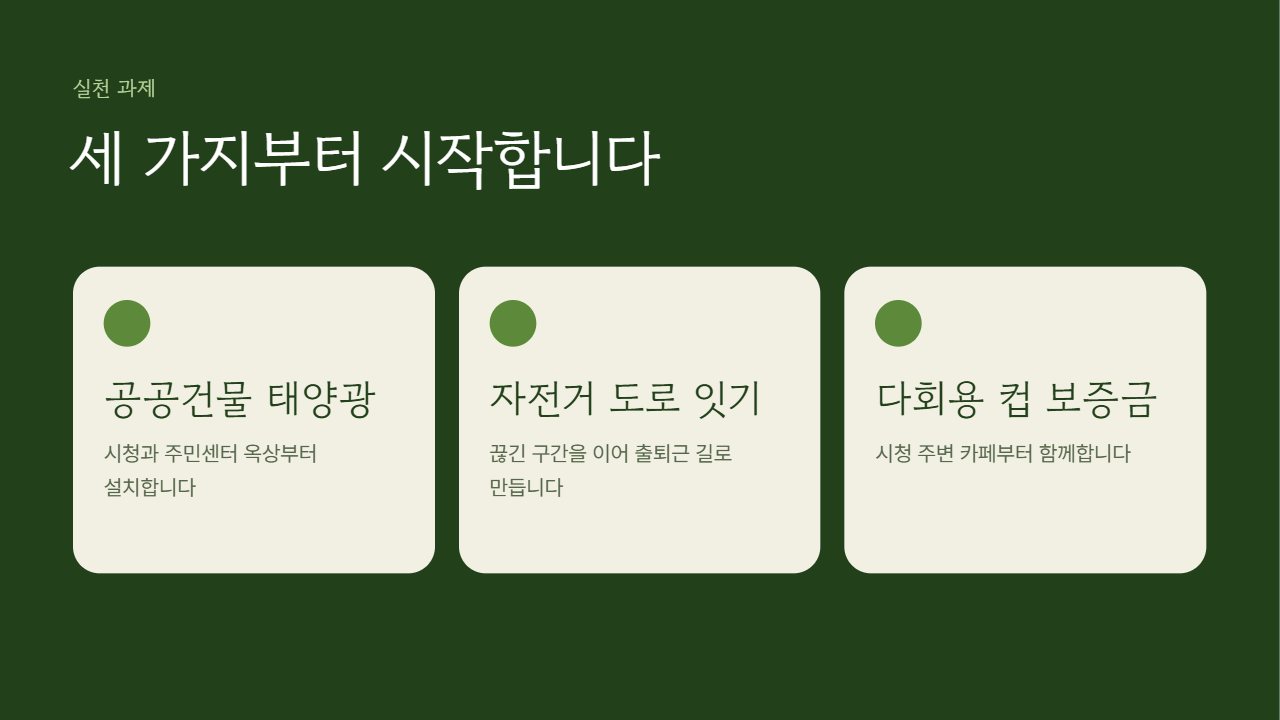 실천 과제
세 가지부터 시작합니다
공공건물 태양광
시청과 주민센터 옥상부터
설치합니다
자전거 도로 잇기
끊긴 구간을 이어 출퇴근 길로
만듭니다
다회용 컵 보증금
시청 주변 카페부터 함께합니다